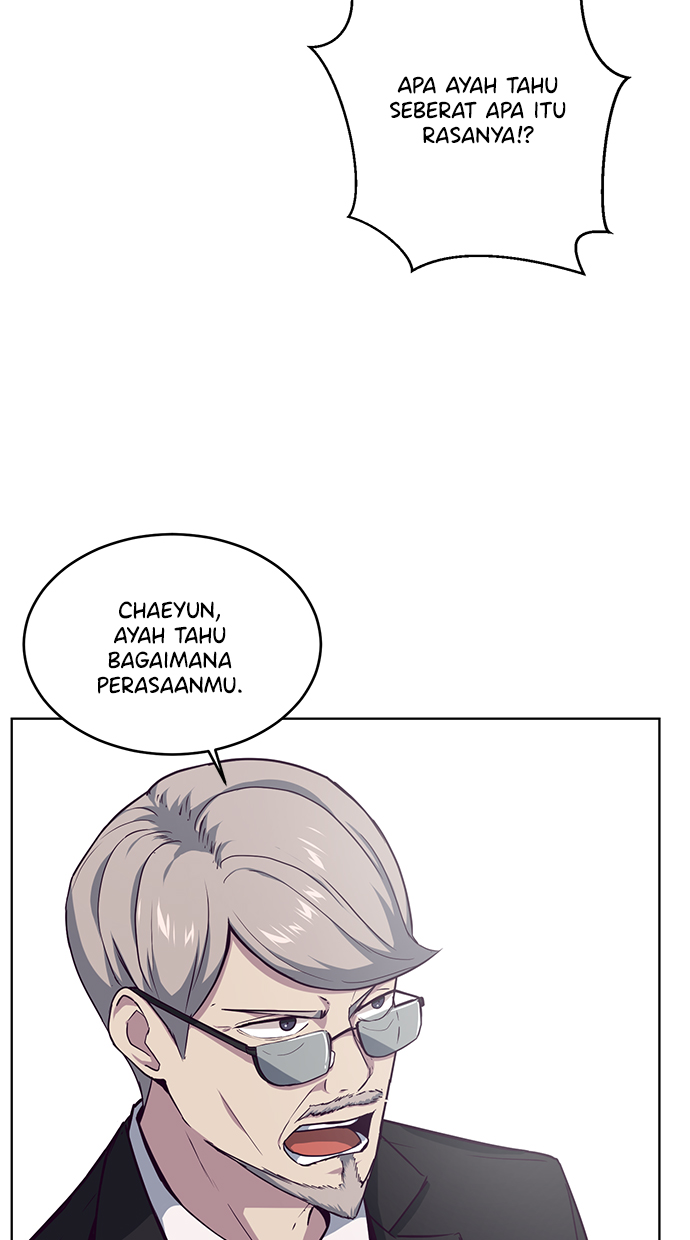 APA AYAH TAHU
SEBERAT APA ITU
RASANYA!?
CHAEYUN,
AYAH TAHU
BAGAIMANA
PERASAANMU.